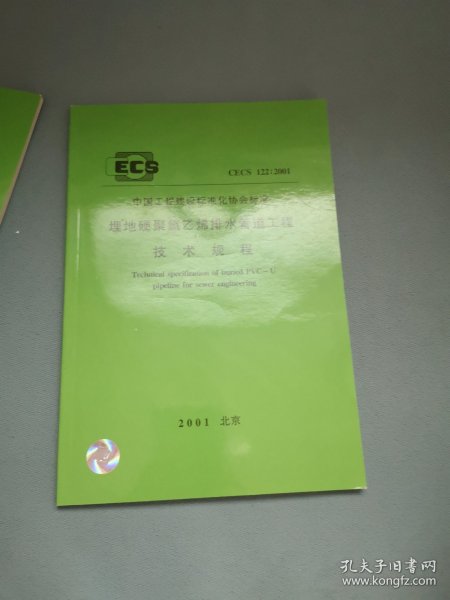 ECS
CECS 122:2001
中国工程建设标准化协会标准
埋地硬聚氯乙烯排水管道工程
技术规程
Technical specification of buried PVC-U
pipeline for sewer engineering
2001 北京
孔夫子旧书网
www.kongfz.com